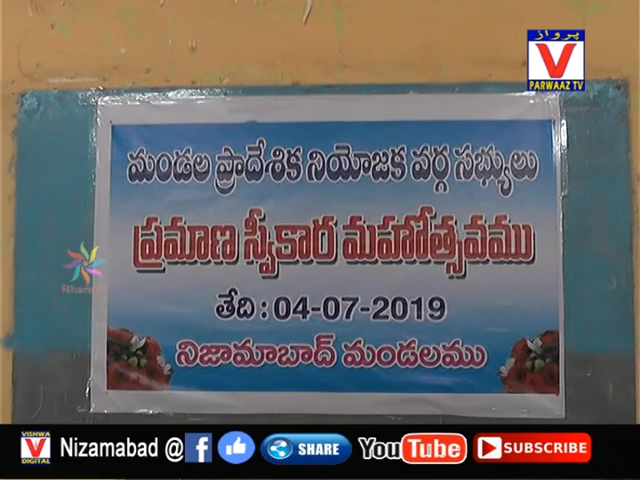 پرواز
V
PARWAAZ TV
మండల ప్రాదేశిక నియోజక వర్గ సభ్యులు
ప్రమాణ స్వీకార మహోత్సవము
తేది : 04-07-2019
నిజామాబాద్ మండలము
VISHWA
V
DIGITAL
Nizamabad @ f SHARE YouTube SUBSCRIBE